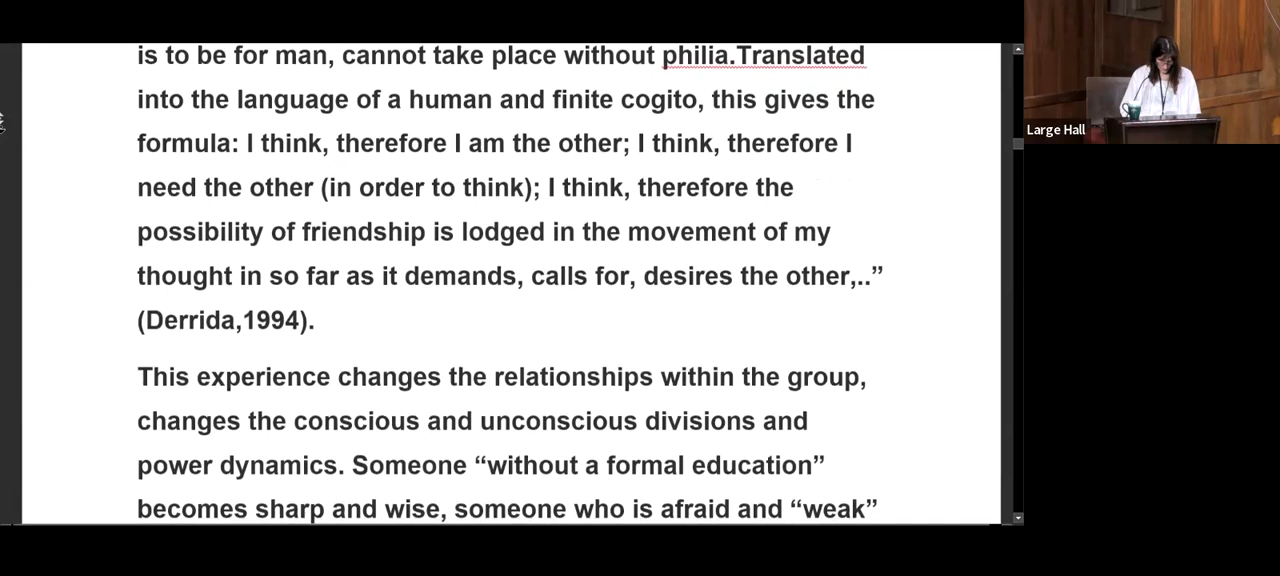 is to be for man, cannot take place without philia.Translated
into the language of a human and finite cogito, this gives the
formula: I think, therefore I am the other; I think, therefore I
need the other (in order to think); I think, therefore the
possibility of friendship is lodged in the movement of my
thought in so far as it demands, calls for, desires the other,..”
(Derrida,1994).
This experience changes the relationships within the group,
changes the conscious and unconscious divisions and
power dynamics. Someone “without a formal education”
becomes sharp and wise, someone who is afraid and “weak”
Large Hall